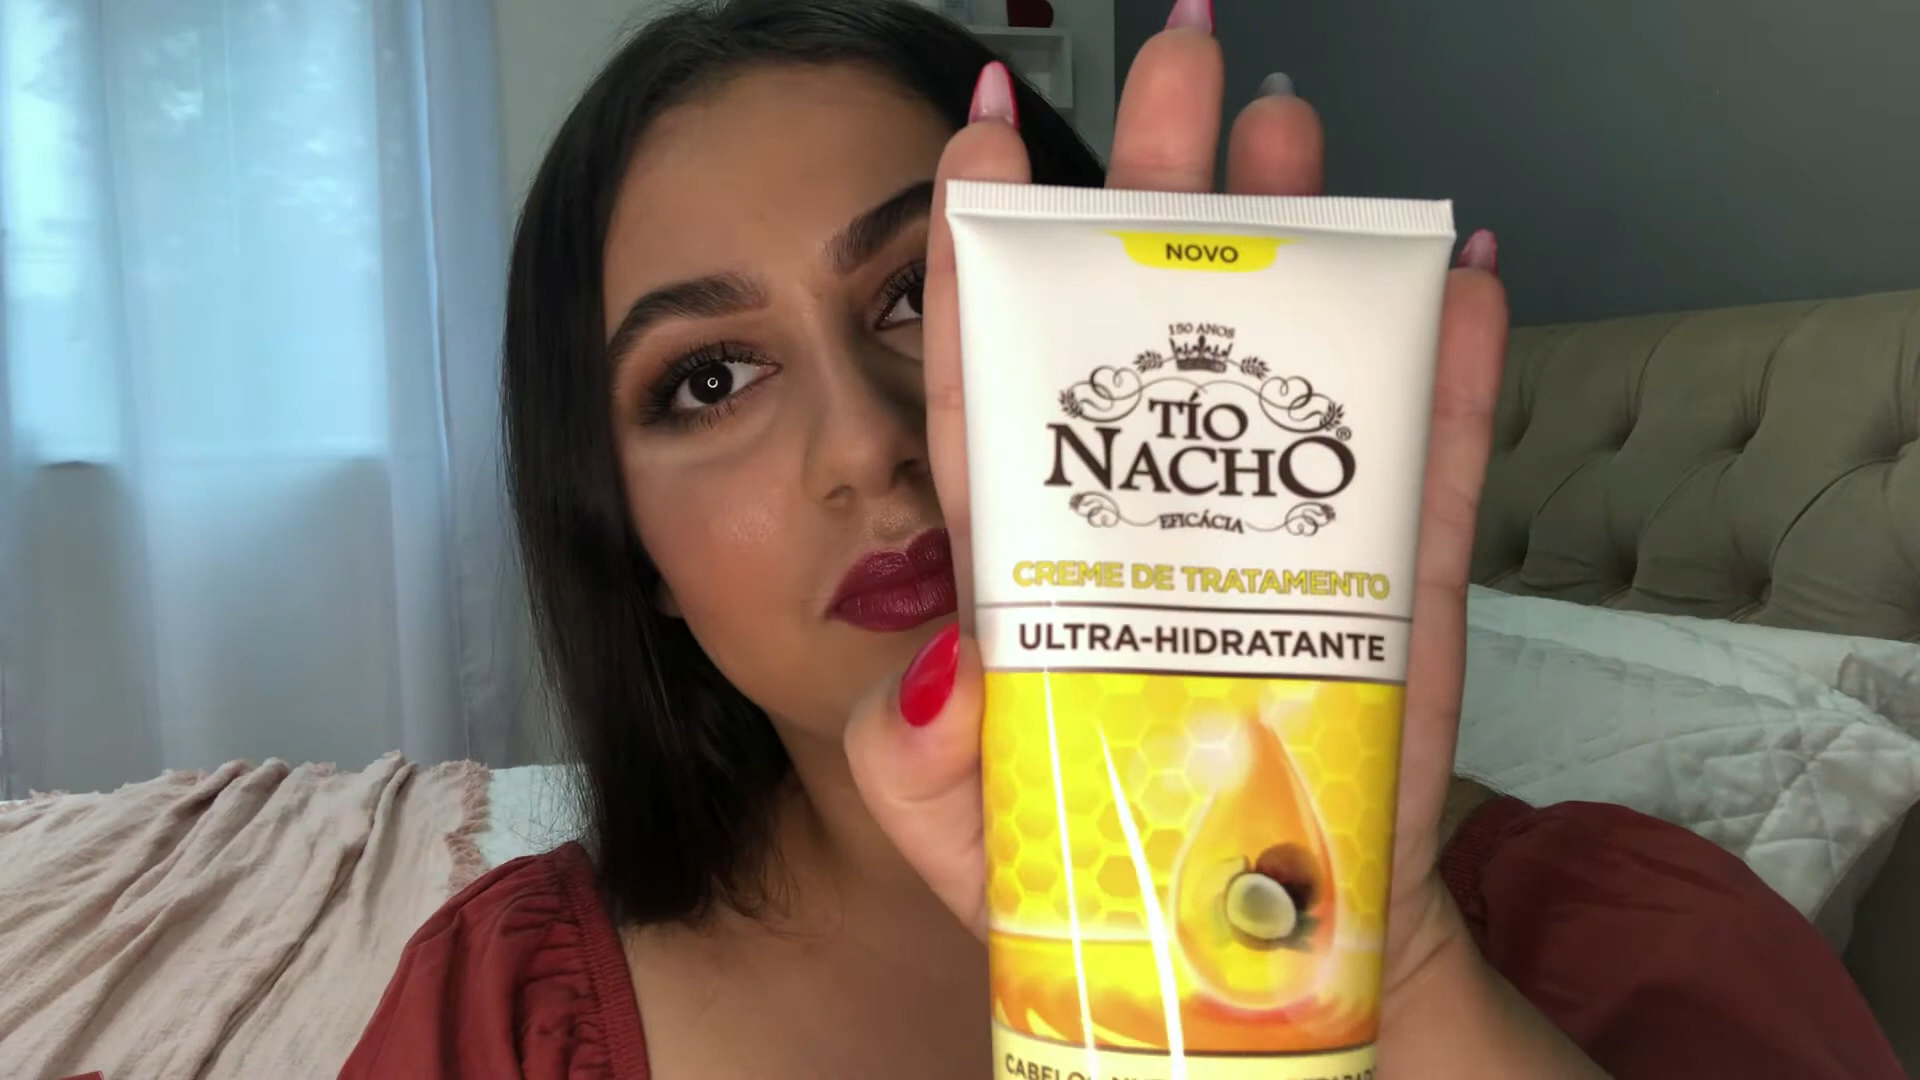 NOVO
150 ANOS
TÍO
NACHO®
EFICÁCIA
CREME DE TRATAMENTO
ULTRA-HIDRATANTE